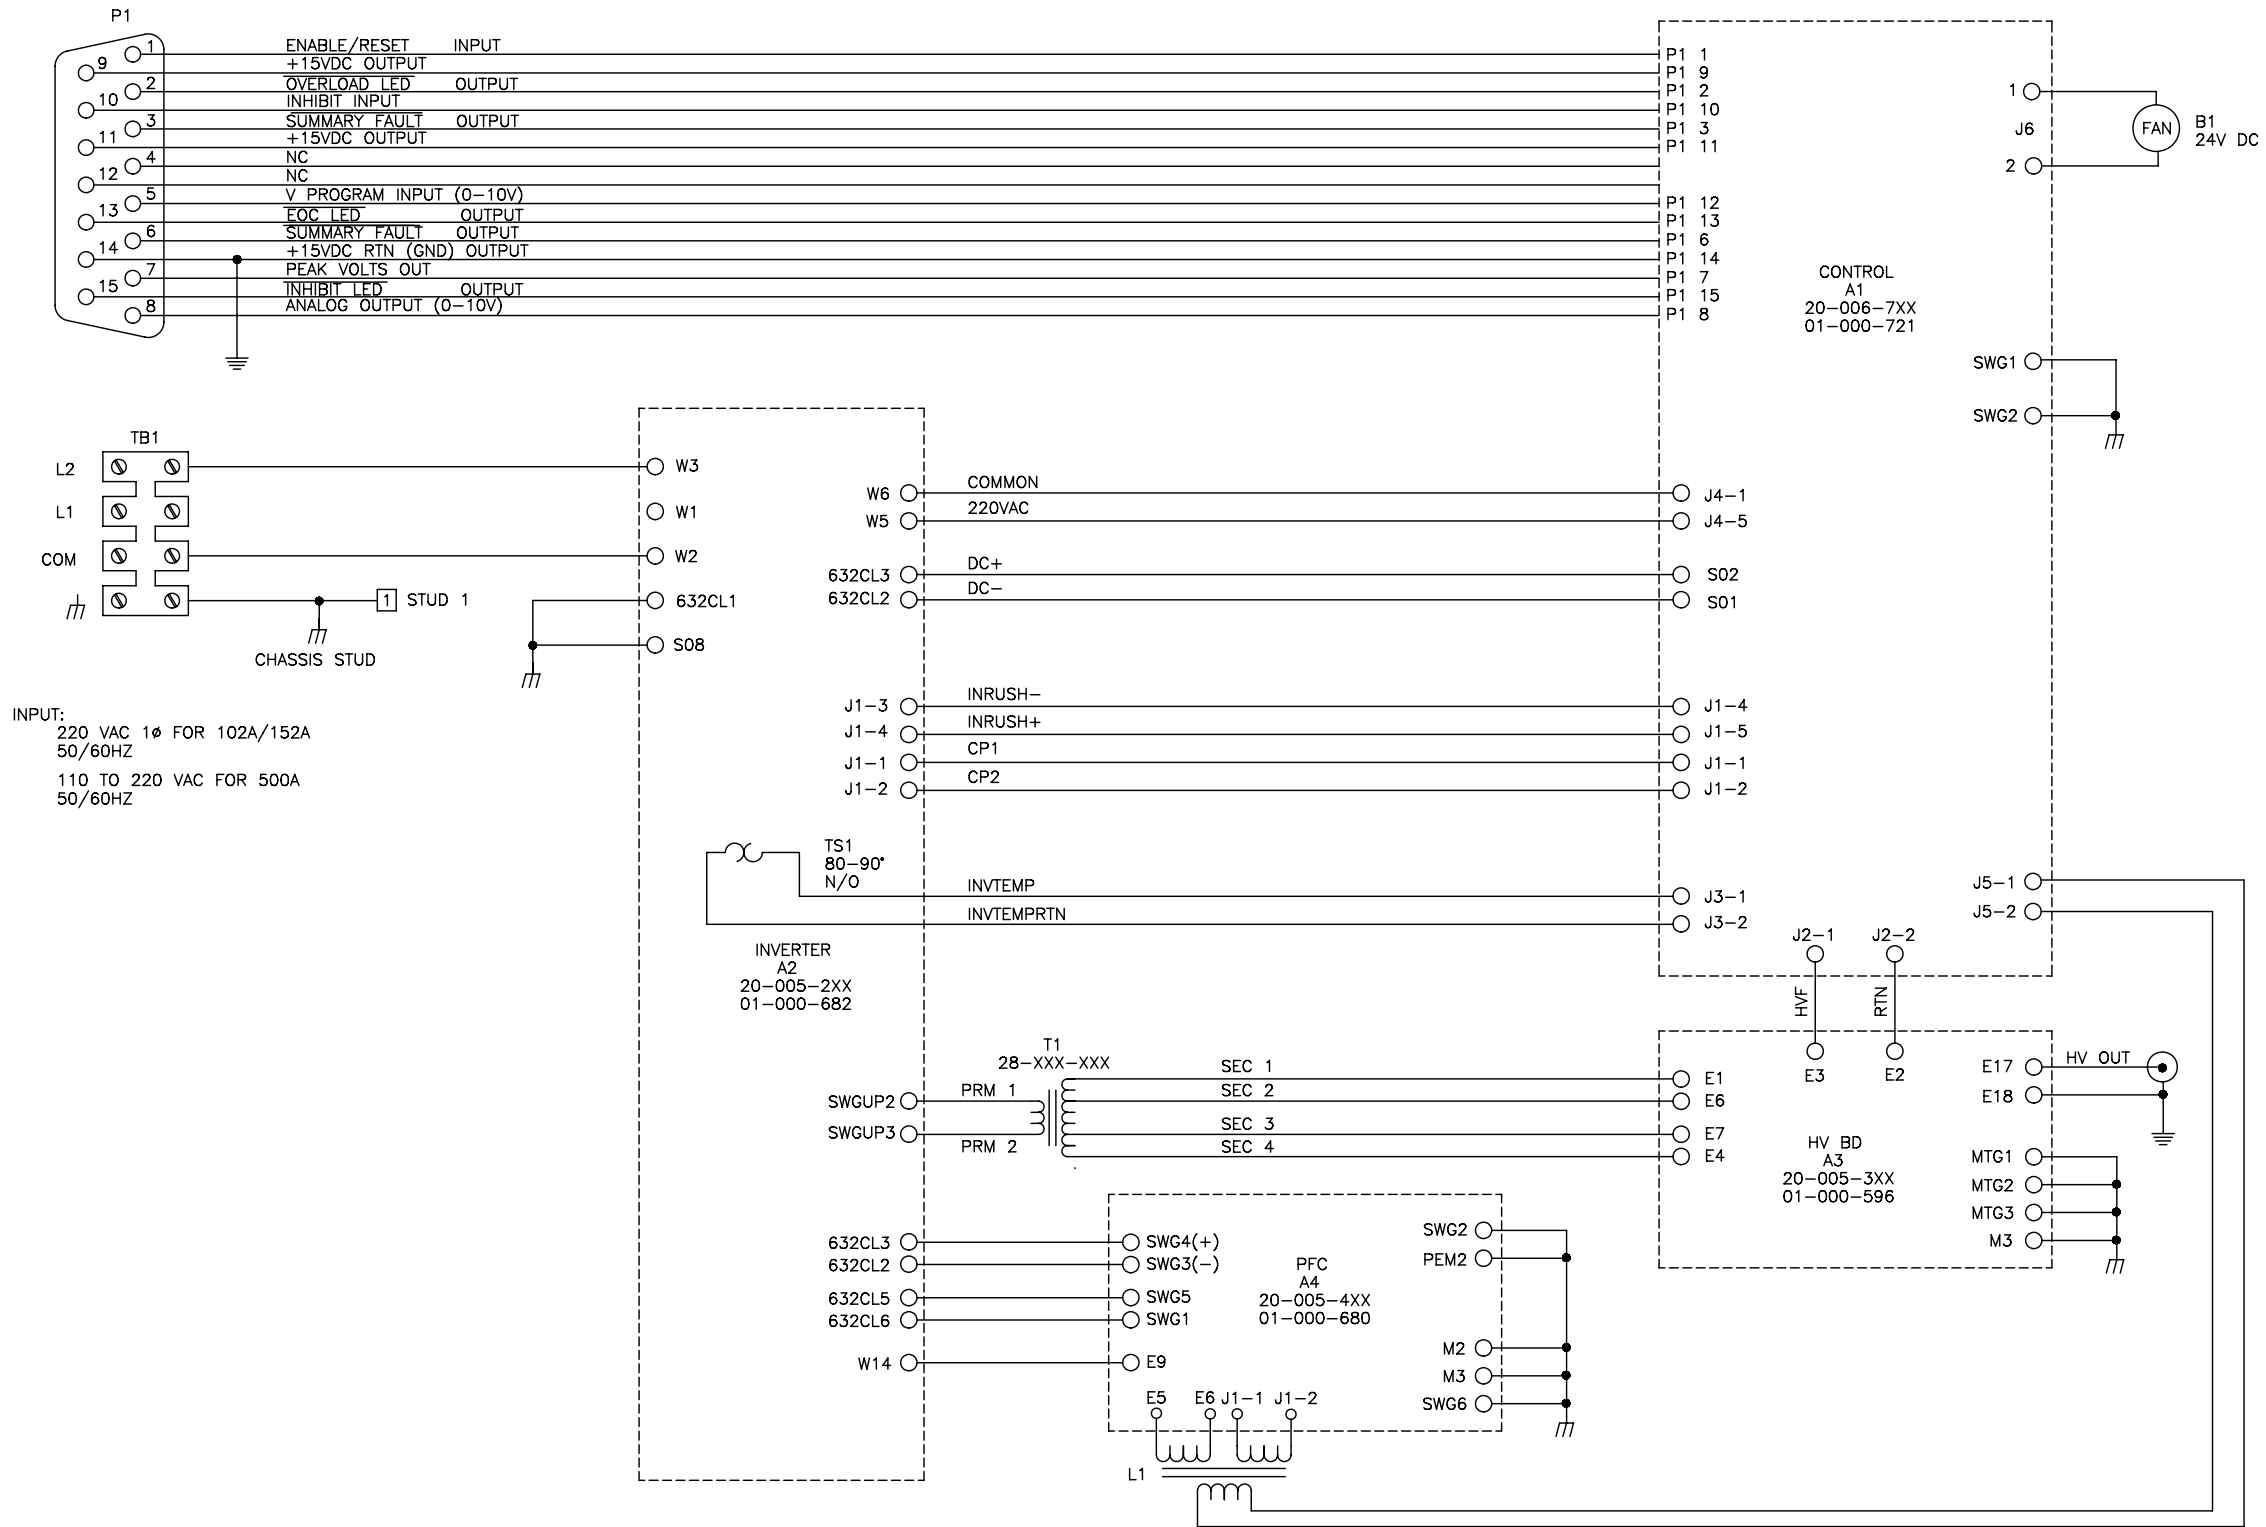 P1
1 ENABLE/RESET INPUT P1 1
9 +15VDC OUTPUT P1 9
2 OVERLOAD LED OUTPUT P1 2
10 INHIBIT INPUT P1 10
3 SUMMARY FAULT OUTPUT P1 3
11 +15VDC OUTPUT P1 11
4 NC
12 NC
5 V PROGRAM INPUT (0-10V) P1 12
13 EOC LED OUTPUT P1 13
6 SUMMARY FAULT OUTPUT P1 6
14 +15VDC RTN (GND) OUTPUT P1 14
7 PEAK VOLTS OUT P1 7
15 INHIBIT LED OUTPUT P1 15
8 ANALOG OUTPUT (0-10V) P1 8
1
J6
2
FAN
B1
24V DC
CONTROL
A1
20-006-7XX
01-000-721
SWG1
SWG2
TB1
L2
L1
COM
1 STUD 1
CHASSIS STUD
INPUT:
220 VAC 1ø FOR 102A/152A
50/60HZ
110 TO 220 VAC FOR 500A
50/60HZ
W3
W1
W2
632CL1
S08
W6 COMMON J4-1
W5 220VAC J4-5
632CL3 DC+ S02
632CL2 DC- S01
J1-3 INRUSH- J1-4
J1-4 INRUSH+ J1-5
J1-1 CP1 J1-1
J1-2 CP2 J1-2
TS1
80-90°
N/O
INVTEMP J3-1
INVTEMPRTN J3-2
J5-1
J5-2
INVERTER
A2
20-005-2XX
01-000-682
J2-1 J2-2
HVF
RTN
E3 E2
T1
28-XXX-XXX
SWGUP2 PRM 1
SWGUP3 PRM 2
SEC 1 E1
SEC 2 E6
SEC 3 E7
SEC 4 E4
E17 HV OUT
E18
HV BD
A3
20-005-3XX
01-000-596
MTG1
MTG2
MTG3
M3
632CL3 SWG4(+)
632CL2 SWG3(-)
632CL5 SWG5
632CL6 SWG1
W14 E9
PFC
A4
20-005-4XX
01-000-680
SWG2
PEM2
M2
M3
SWG6
E5 E6 J1-1 J1-2
L1